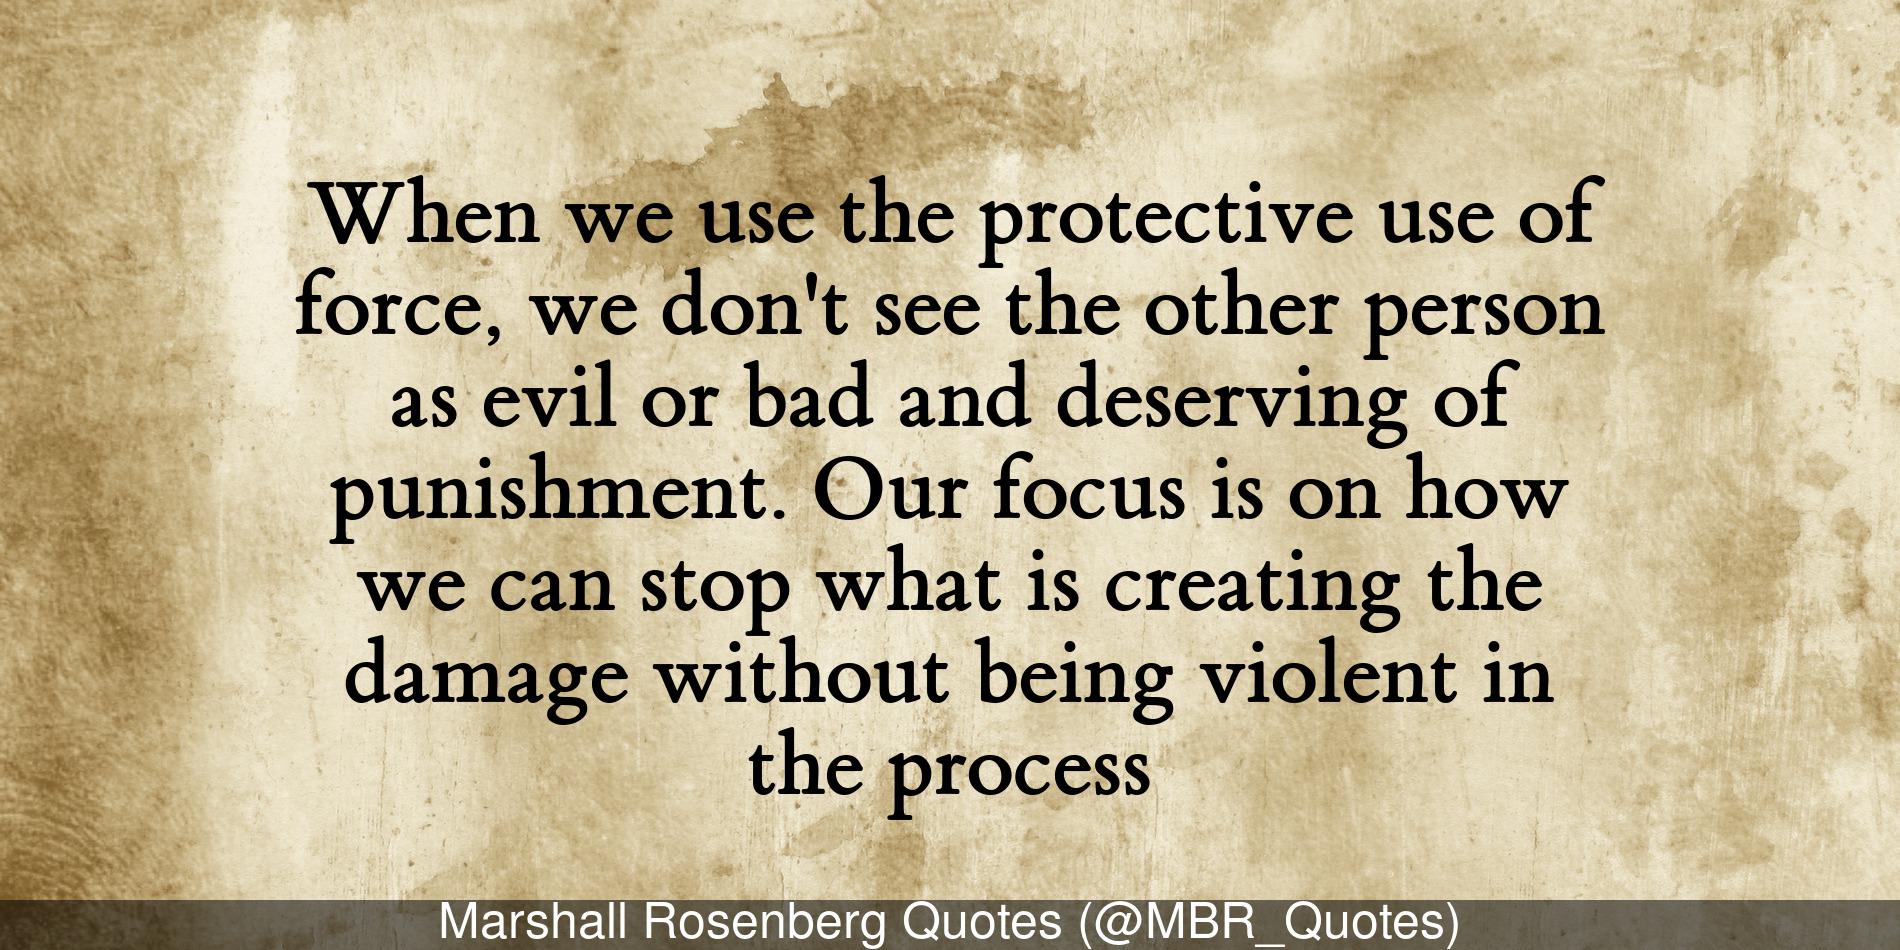 When we use the protective use of
force, we don't see the other person
as evil or bad and deserving of
punishment. Our focus is on how
we can stop what is creating the
damage without being violent in
the process
Marshall Rosenberg Quotes (@MBR_Quotes)